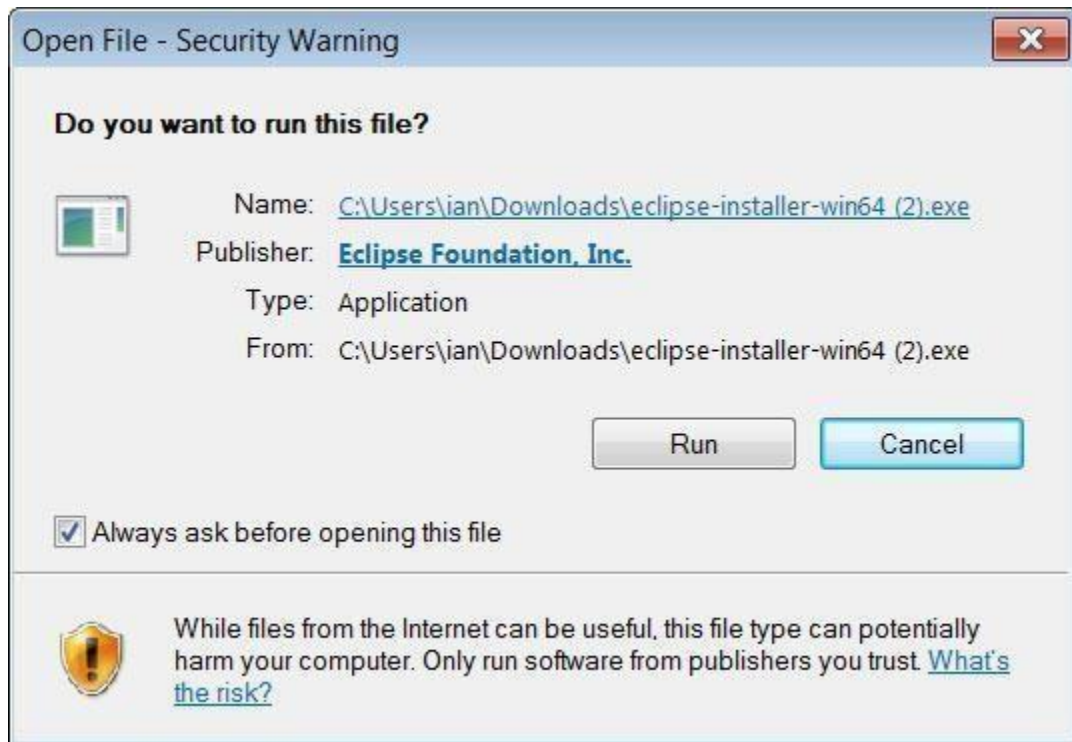 Open File - Security Warning
Do you want to run this file?
Name: C:\Users\ian\Downloads\eclipse-installer-win64 (2).exe
Publisher: Eclipse Foundation, Inc.
Type: Application
From: C:\Users\ian\Downloads\eclipse-installer-win64 (2).exe
Run Cancel
Always ask before opening this file
While files from the Internet can be useful, this file type can potentially
harm your computer. Only run software from publishers you trust. What's
the risk?